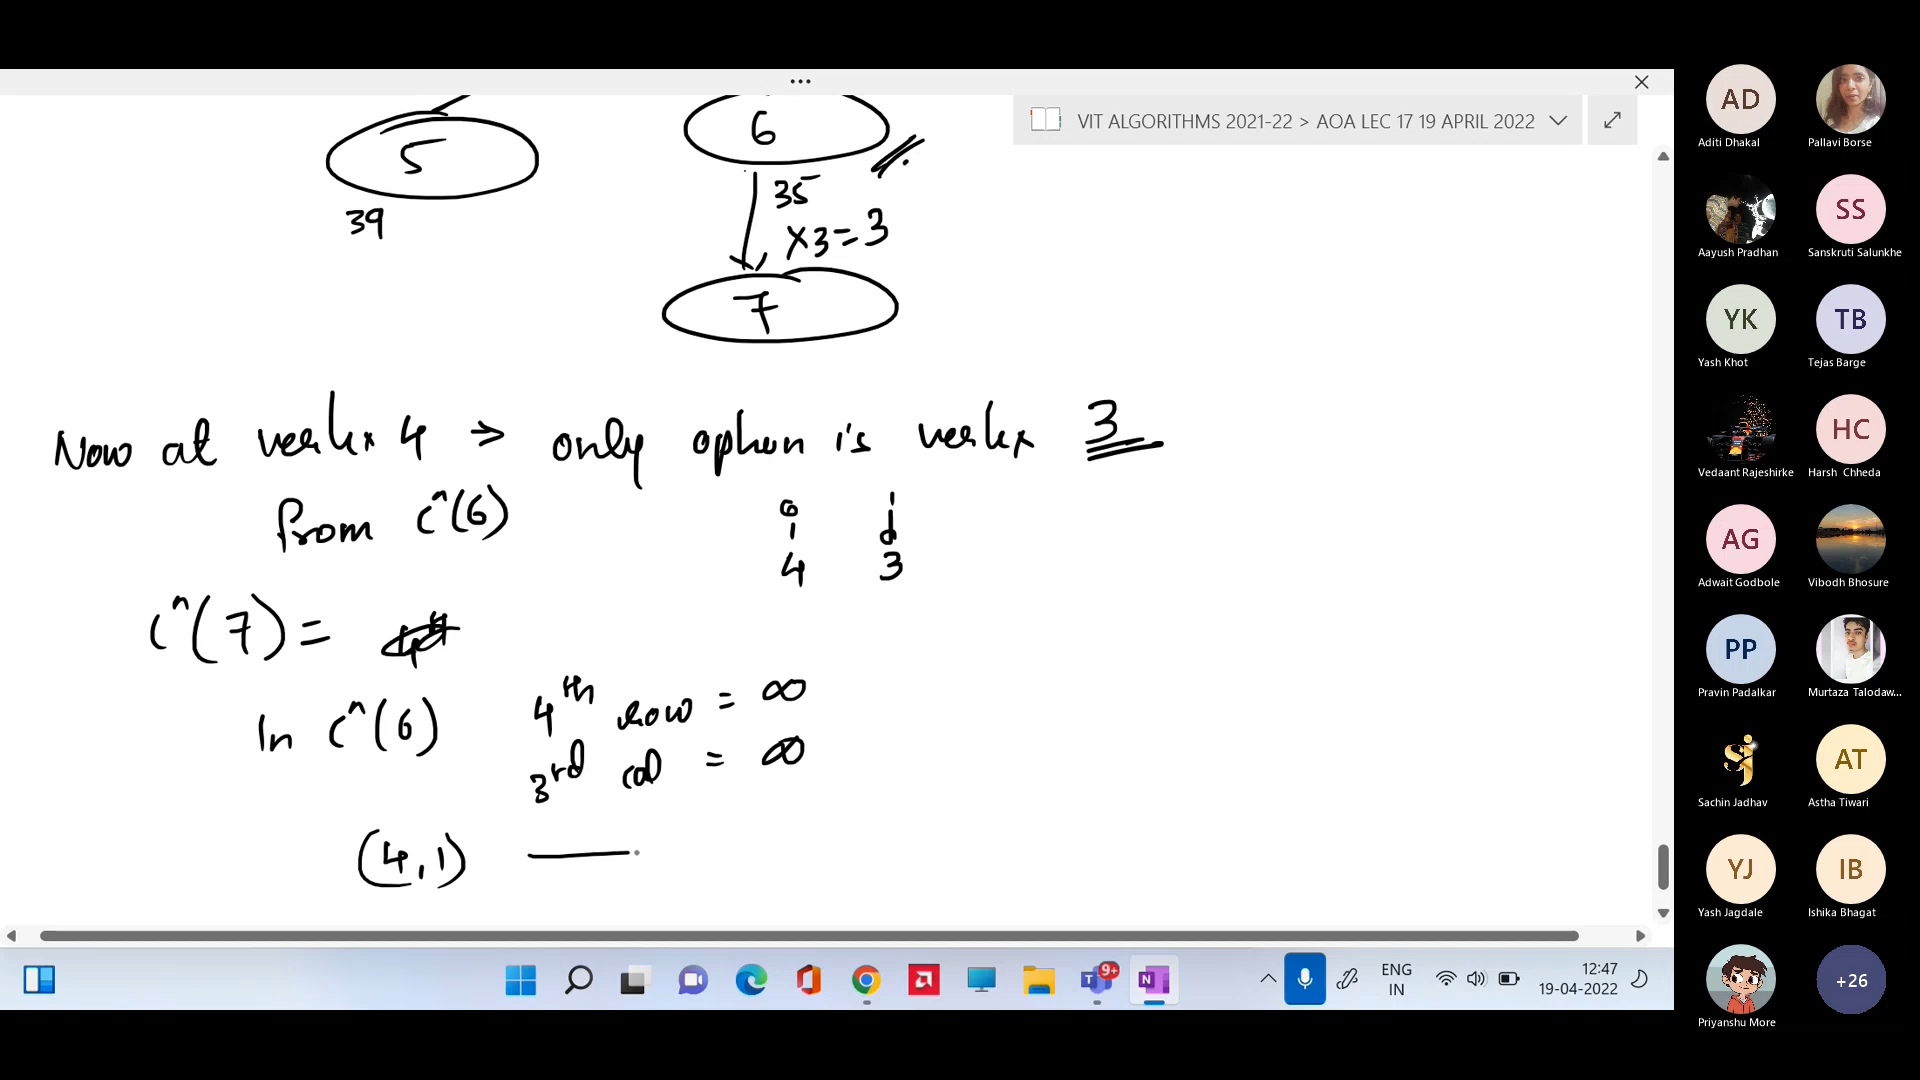 VIT ALGORITHMS 2021-22 > AOA LEC 17 19 APRIL 2022
5
39
6
35
x3=3
7
Now at vertex 4 → only option is vertex 3
from ĉ(6)
i j
4 3
ĉ(7) =
In ĉ(6) 4th row = ∞
3rd col = ∞
(4,1)
AD
Aditi Dhakal
Pallavi Borse
Aayush Pradhan
SS
Sanskruti Salunkhe
YK
Yash Khot
TB
Tejas Barge
Vedaant Rajeshirke
HC
Harsh Chheda
AG
Adwait Godbole
Vibodh Bhosure
PP
Pravin Padalkar
Murtaza Talodaw...
Sj
Sachin Jadhav
AT
Astha Tiwari
YJ
Yash Jagdale
IB
Ishika Bhagat
Priyanshu More
+26
9+
ENG
IN
12:47
19-04-2022